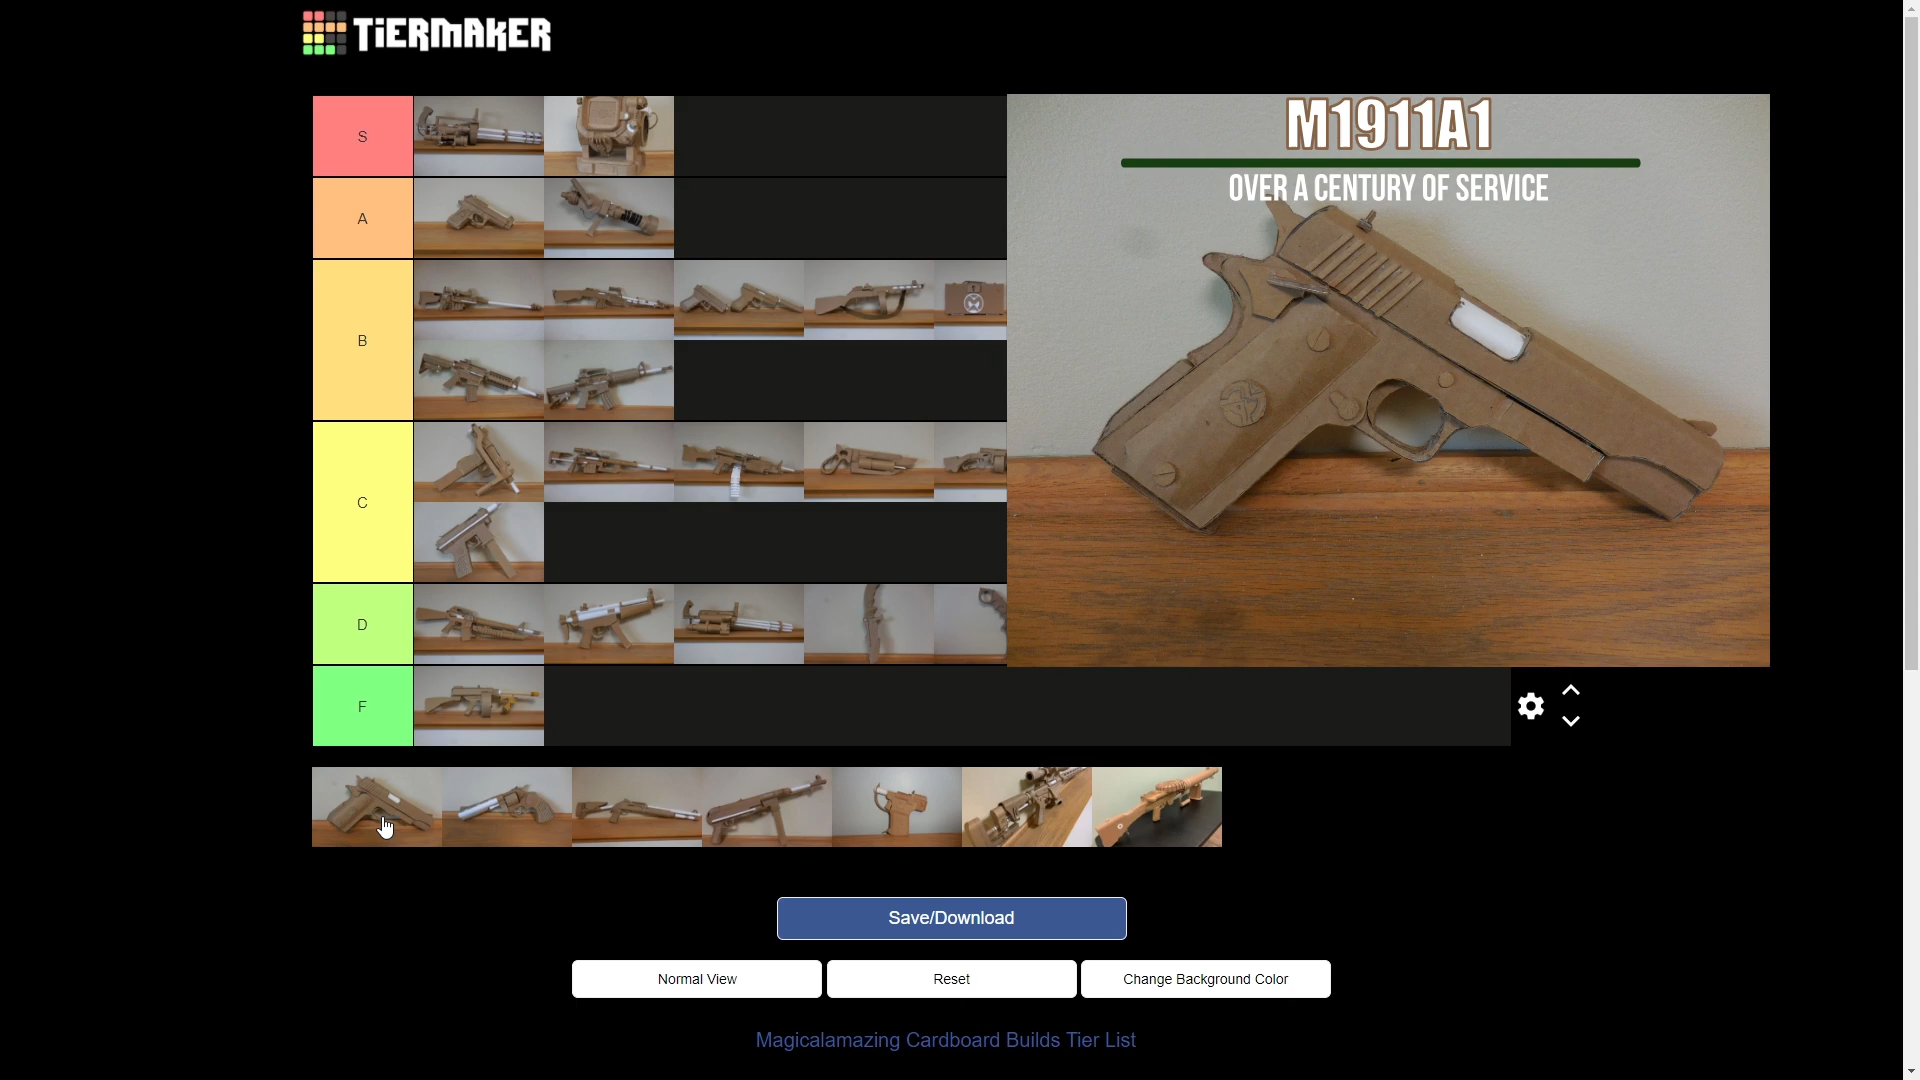 TiERMAKER
M1911A1
OVER A CENTURY OF SERVICE
S
A
B
C
D
F
Save/Download
Normal View
Reset
Change Background Color
Magicalamazing Cardboard Builds Tier List